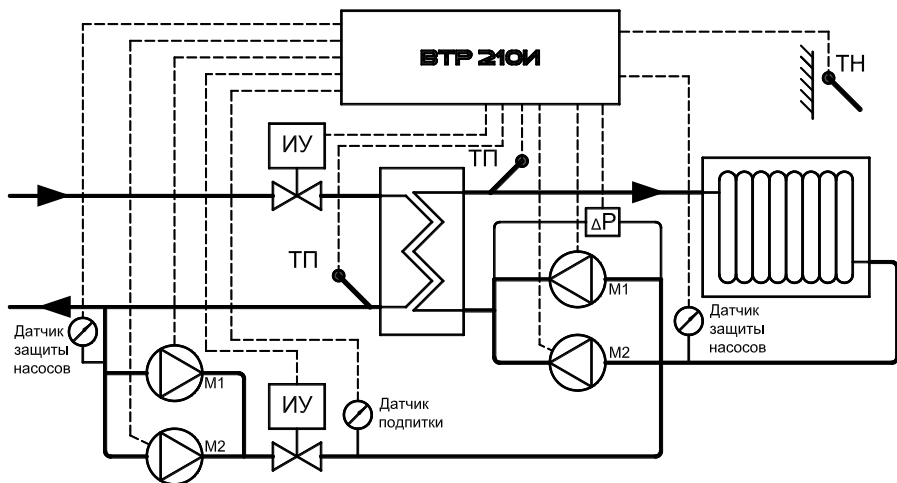 ВТР 210И
ТН
ИУ
ТП
ТП
ΔP
М1
Датчик
защиты
насосов
М2
Датчик
защиты
насосов
М1
ИУ
Датчик
подпитки
М2